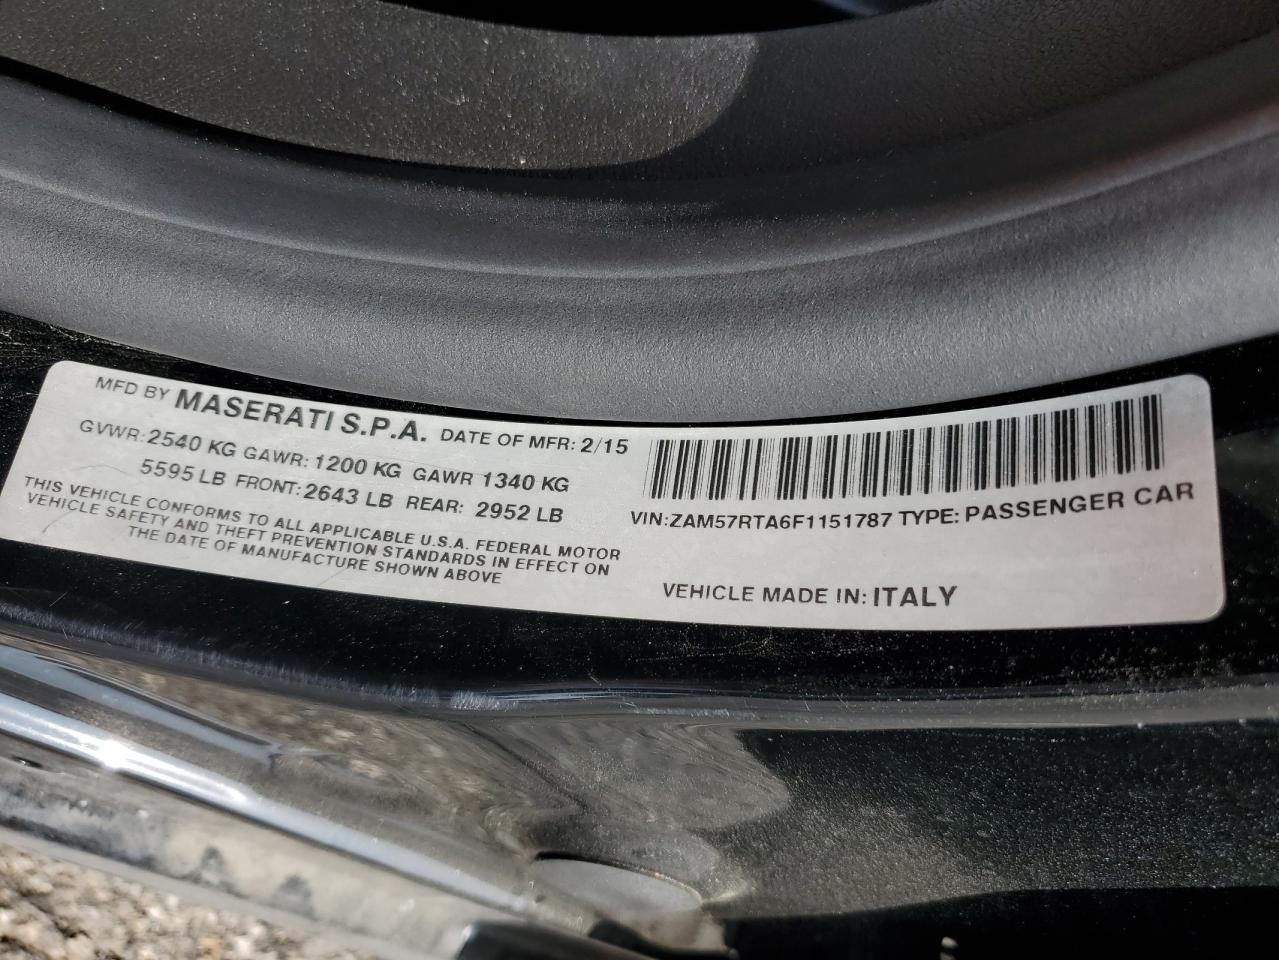 MFD BY MASERATI S.P.A. DATE OF MFR: 2/15
GVWR: 2540 KG GAWR: 1200 KG GAWR 1340 KG
5595 LB FRONT: 2643 LB REAR: 2952 LB
THIS VEHICLE CONFORMS TO ALL APPLICABLE U.S.A. FEDERAL MOTOR
VEHICLE SAFETY AND THEFT PREVENTION STANDARDS IN EFFECT ON
THE DATE OF MANUFACTURE SHOWN ABOVE
VIN:ZAM57RTA6F1151787 TYPE: PASSENGER CAR
VEHICLE MADE IN: ITALY